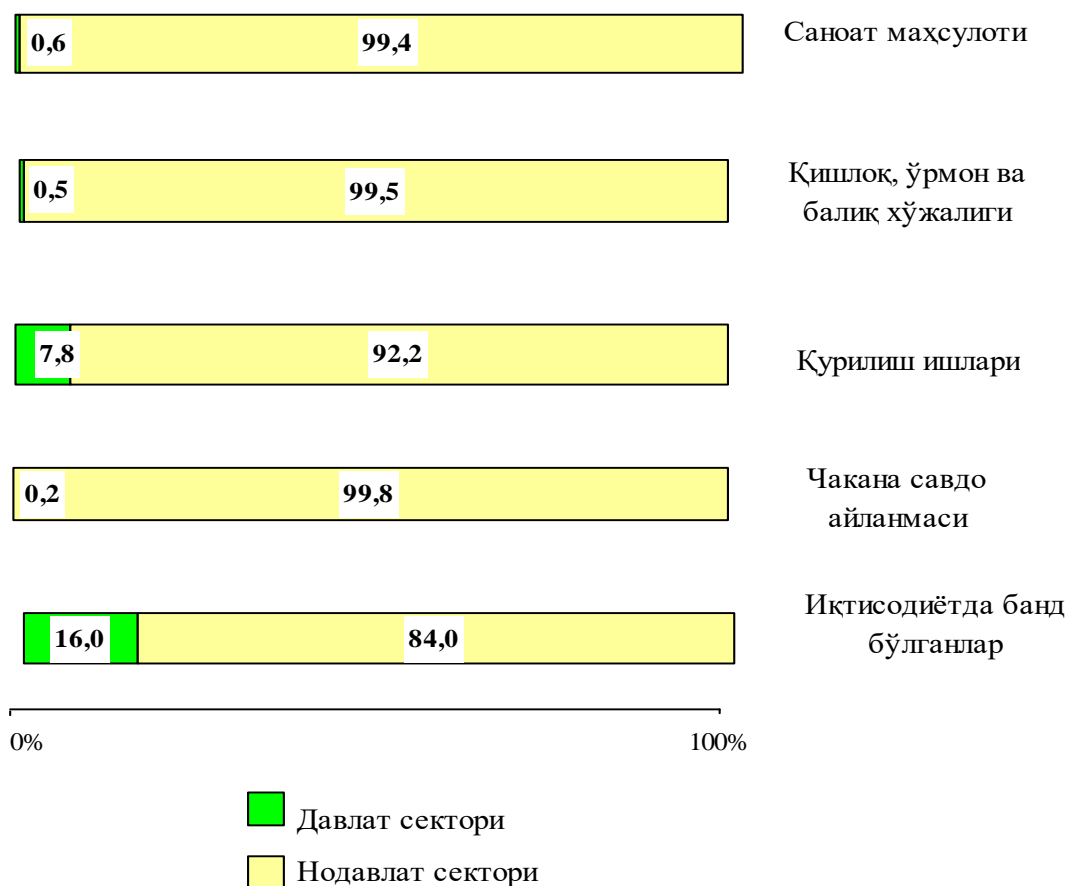 0,6 99,4 Саноат маҳсулоти
0,5 99,5 Қишлоқ, ўрмон ва
балиқ хўжалиги
7,8 92,2 Қурилиш ишлари
0,2 99,8 Чакана савдо
айланмаси
16,0 84,0 Иқтисодиётда банд
бўлганлар
0% 100%
Давлат сектори
Нодавлат сектори